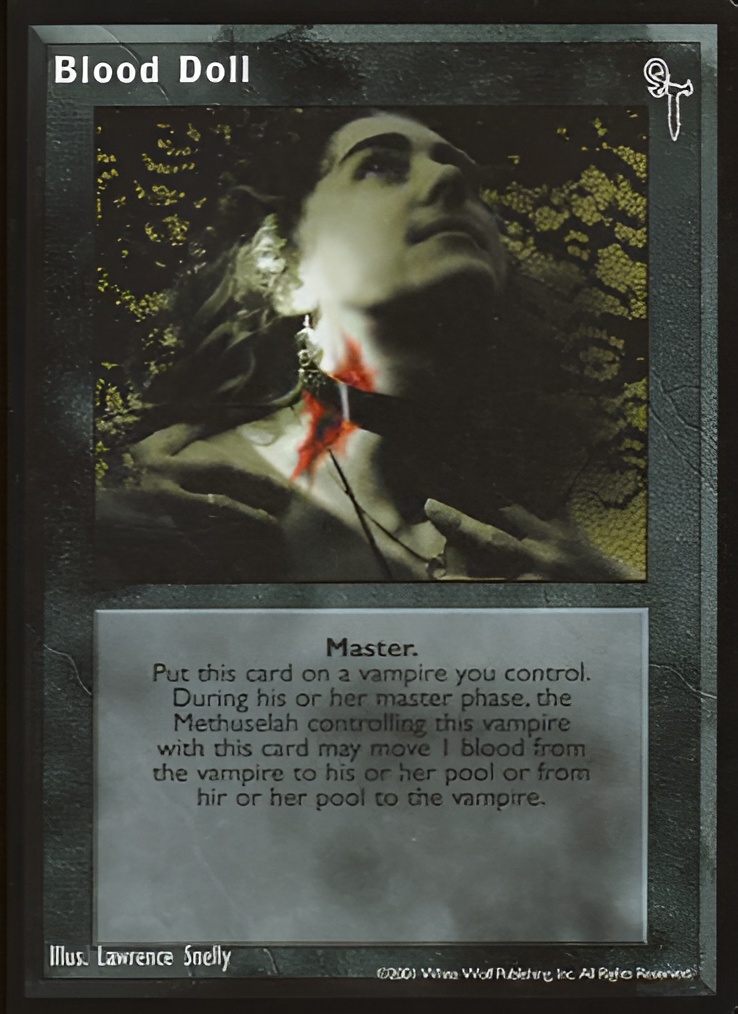 Blood Doll
Master.
Put this card on a vampire you control.
During his or her master phase, the
Methuselah controlling this vampire
with this card may move 1 blood from
the vampire to his or her pool or from
hir or her pool to the vampire.
Illus. Lawrence Snelly
©2001 White Wolf Publishing, Inc. All Rights Reserved.